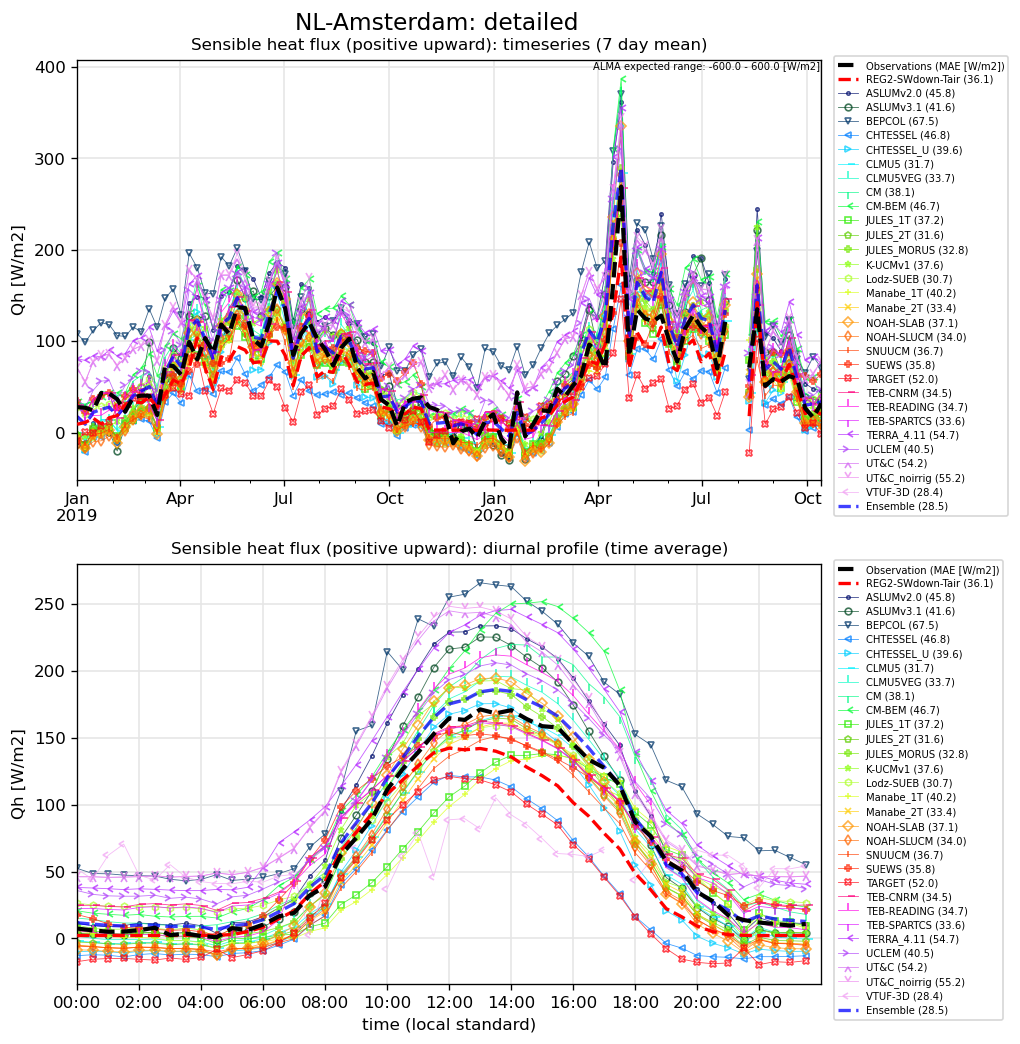 NL-Amsterdam: detailed
Sensible heat flux (positive upward): timeseries (7 day mean)
ALMA expected range: -600.0 - 600.0 [W/m2]
Qh [W/m2]
400
300
200
100
0
Jan
2019
Apr
Jul
Oct
Jan
2020
Apr
Jul
Oct
Observations (MAE [W/m2])
REG2-SWdown-Tair (36.1)
ASLUMv2.0 (45.8)
ASLUMv3.1 (41.6)
BEPCOL (67.5)
CHTESSEL (46.8)
CHTESSEL_U (39.6)
CLMU5 (31.7)
CLMU5VEG (33.7)
CM (38.1)
CM-BEM (46.7)
JULES_1T (37.2)
JULES_2T (31.6)
JULES_MORUS (32.8)
K-UCMv1 (37.6)
Lodz-SUEB (30.7)
Manabe_1T (40.2)
Manabe_2T (33.4)
NOAH-SLAB (37.1)
NOAH-SLUCM (34.0)
SNUUCM (36.7)
SUEWS (35.8)
TARGET (52.0)
TEB-CNRM (34.5)
TEB-READING (34.7)
TEB-SPARTCS (33.6)
TERRA_4.11 (54.7)
UCLEM (40.5)
UT&C (54.2)
UT&C_noirrig (55.2)
VTUF-3D (28.4)
Ensemble (28.5)
Sensible heat flux (positive upward): diurnal profile (time average)
Qh [W/m2]
250
200
150
100
50
0
00:00
02:00
04:00
06:00
08:00
10:00
12:00
14:00
16:00
18:00
20:00
22:00
time (local standard)
Observation (MAE [W/m2])
REG2-SWdown-Tair (36.1)
ASLUMv2.0 (45.8)
ASLUMv3.1 (41.6)
BEPCOL (67.5)
CHTESSEL (46.8)
CHTESSEL_U (39.6)
CLMU5 (31.7)
CLMU5VEG (33.7)
CM (38.1)
CM-BEM (46.7)
JULES_1T (37.2)
JULES_2T (31.6)
JULES_MORUS (32.8)
K-UCMv1 (37.6)
Lodz-SUEB (30.7)
Manabe_1T (40.2)
Manabe_2T (33.4)
NOAH-SLAB (37.1)
NOAH-SLUCM (34.0)
SNUUCM (36.7)
SUEWS (35.8)
TARGET (52.0)
TEB-CNRM (34.5)
TEB-READING (34.7)
TEB-SPARTCS (33.6)
TERRA_4.11 (54.7)
UCLEM (40.5)
UT&C (54.2)
UT&C_noirrig (55.2)
VTUF-3D (28.4)
Ensemble (28.5)